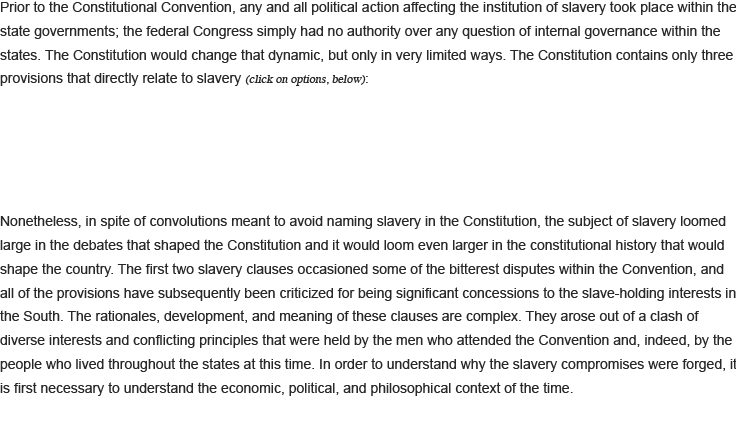 Prior to the Constitutional Convention, any and all political action affecting the institution of slavery took place within the
state governments; the federal Congress simply had no authority over any question of internal governance within the
states. The Constitution would change that dynamic, but only in very limited ways. The Constitution contains only three
provisions that directly relate to slavery (click on options, below):
Nonetheless, in spite of convolutions meant to avoid naming slavery in the Constitution, the subject of slavery loomed
large in the debates that shaped the Constitution and it would loom even larger in the constitutional history that would
shape the country. The first two slavery clauses occasioned some of the bitterest disputes within the Convention, and
all of the provisions have subsequently been criticized for being significant concessions to the slave-holding interests in
the South. The rationales, development, and meaning of these clauses are complex. They arose out of a clash of
diverse interests and conflicting principles that were held by the men who attended the Convention and, indeed, by the
people who lived throughout the states at this time. In order to understand why the slavery compromises were forged, it
is first necessary to understand the economic, political, and philosophical context of the time.